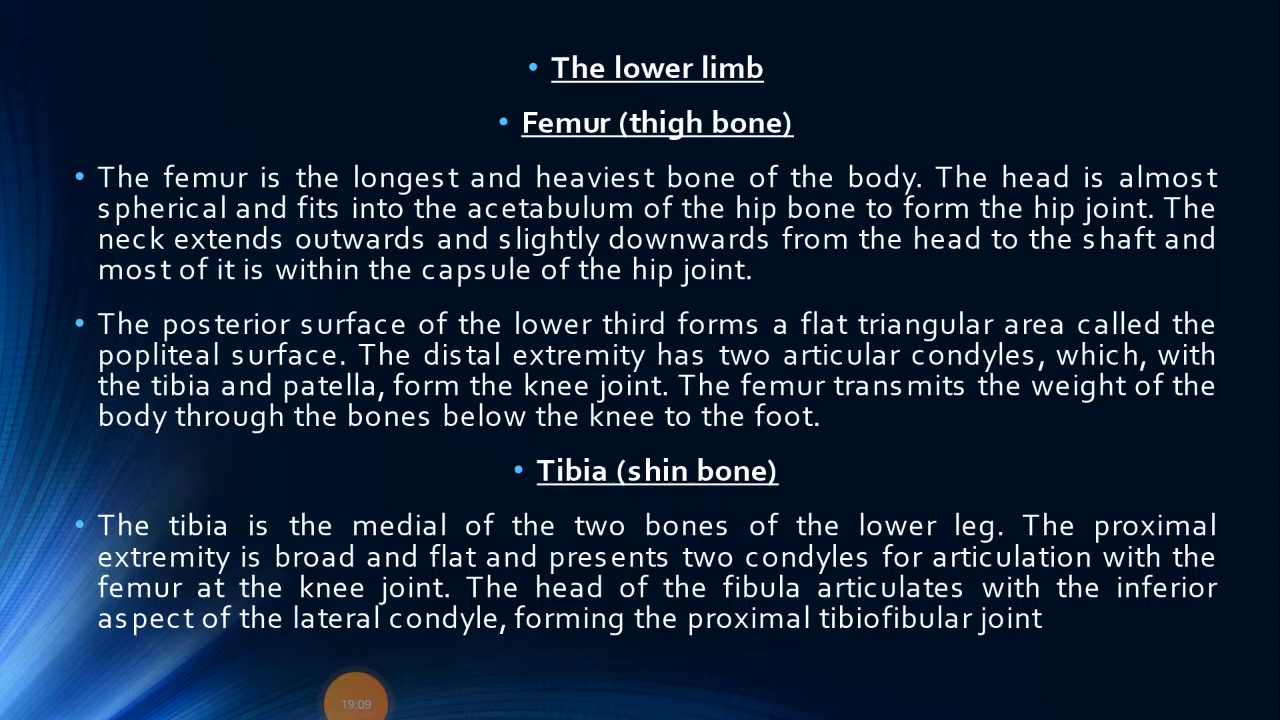 • The lower limb
• Femur (thigh bone)
• The femur is the longest and heaviest bone of the body. The head is almost
spherical and fits into the acetabulum of the hip bone to form the hip joint. The
neck extends outwards and slightly downwards from the head to the shaft and
most of it is within the capsule of the hip joint.
• The posterior surface of the lower third forms a flat triangular area called the
popliteal surface. The distal extremity has two articular condyles, which, with
the tibia and patella, form the knee joint. The femur transmits the weight of the
body through the bones below the knee to the foot.
• Tibia (shin bone)
• The tibia is the medial of the two bones of the lower leg. The proximal
extremity is broad and flat and presents two condyles for articulation with the
femur at the knee joint. The head of the fibula articulates with the inferior
aspect of the lateral condyle, forming the proximal tibiofibular joint
19:09